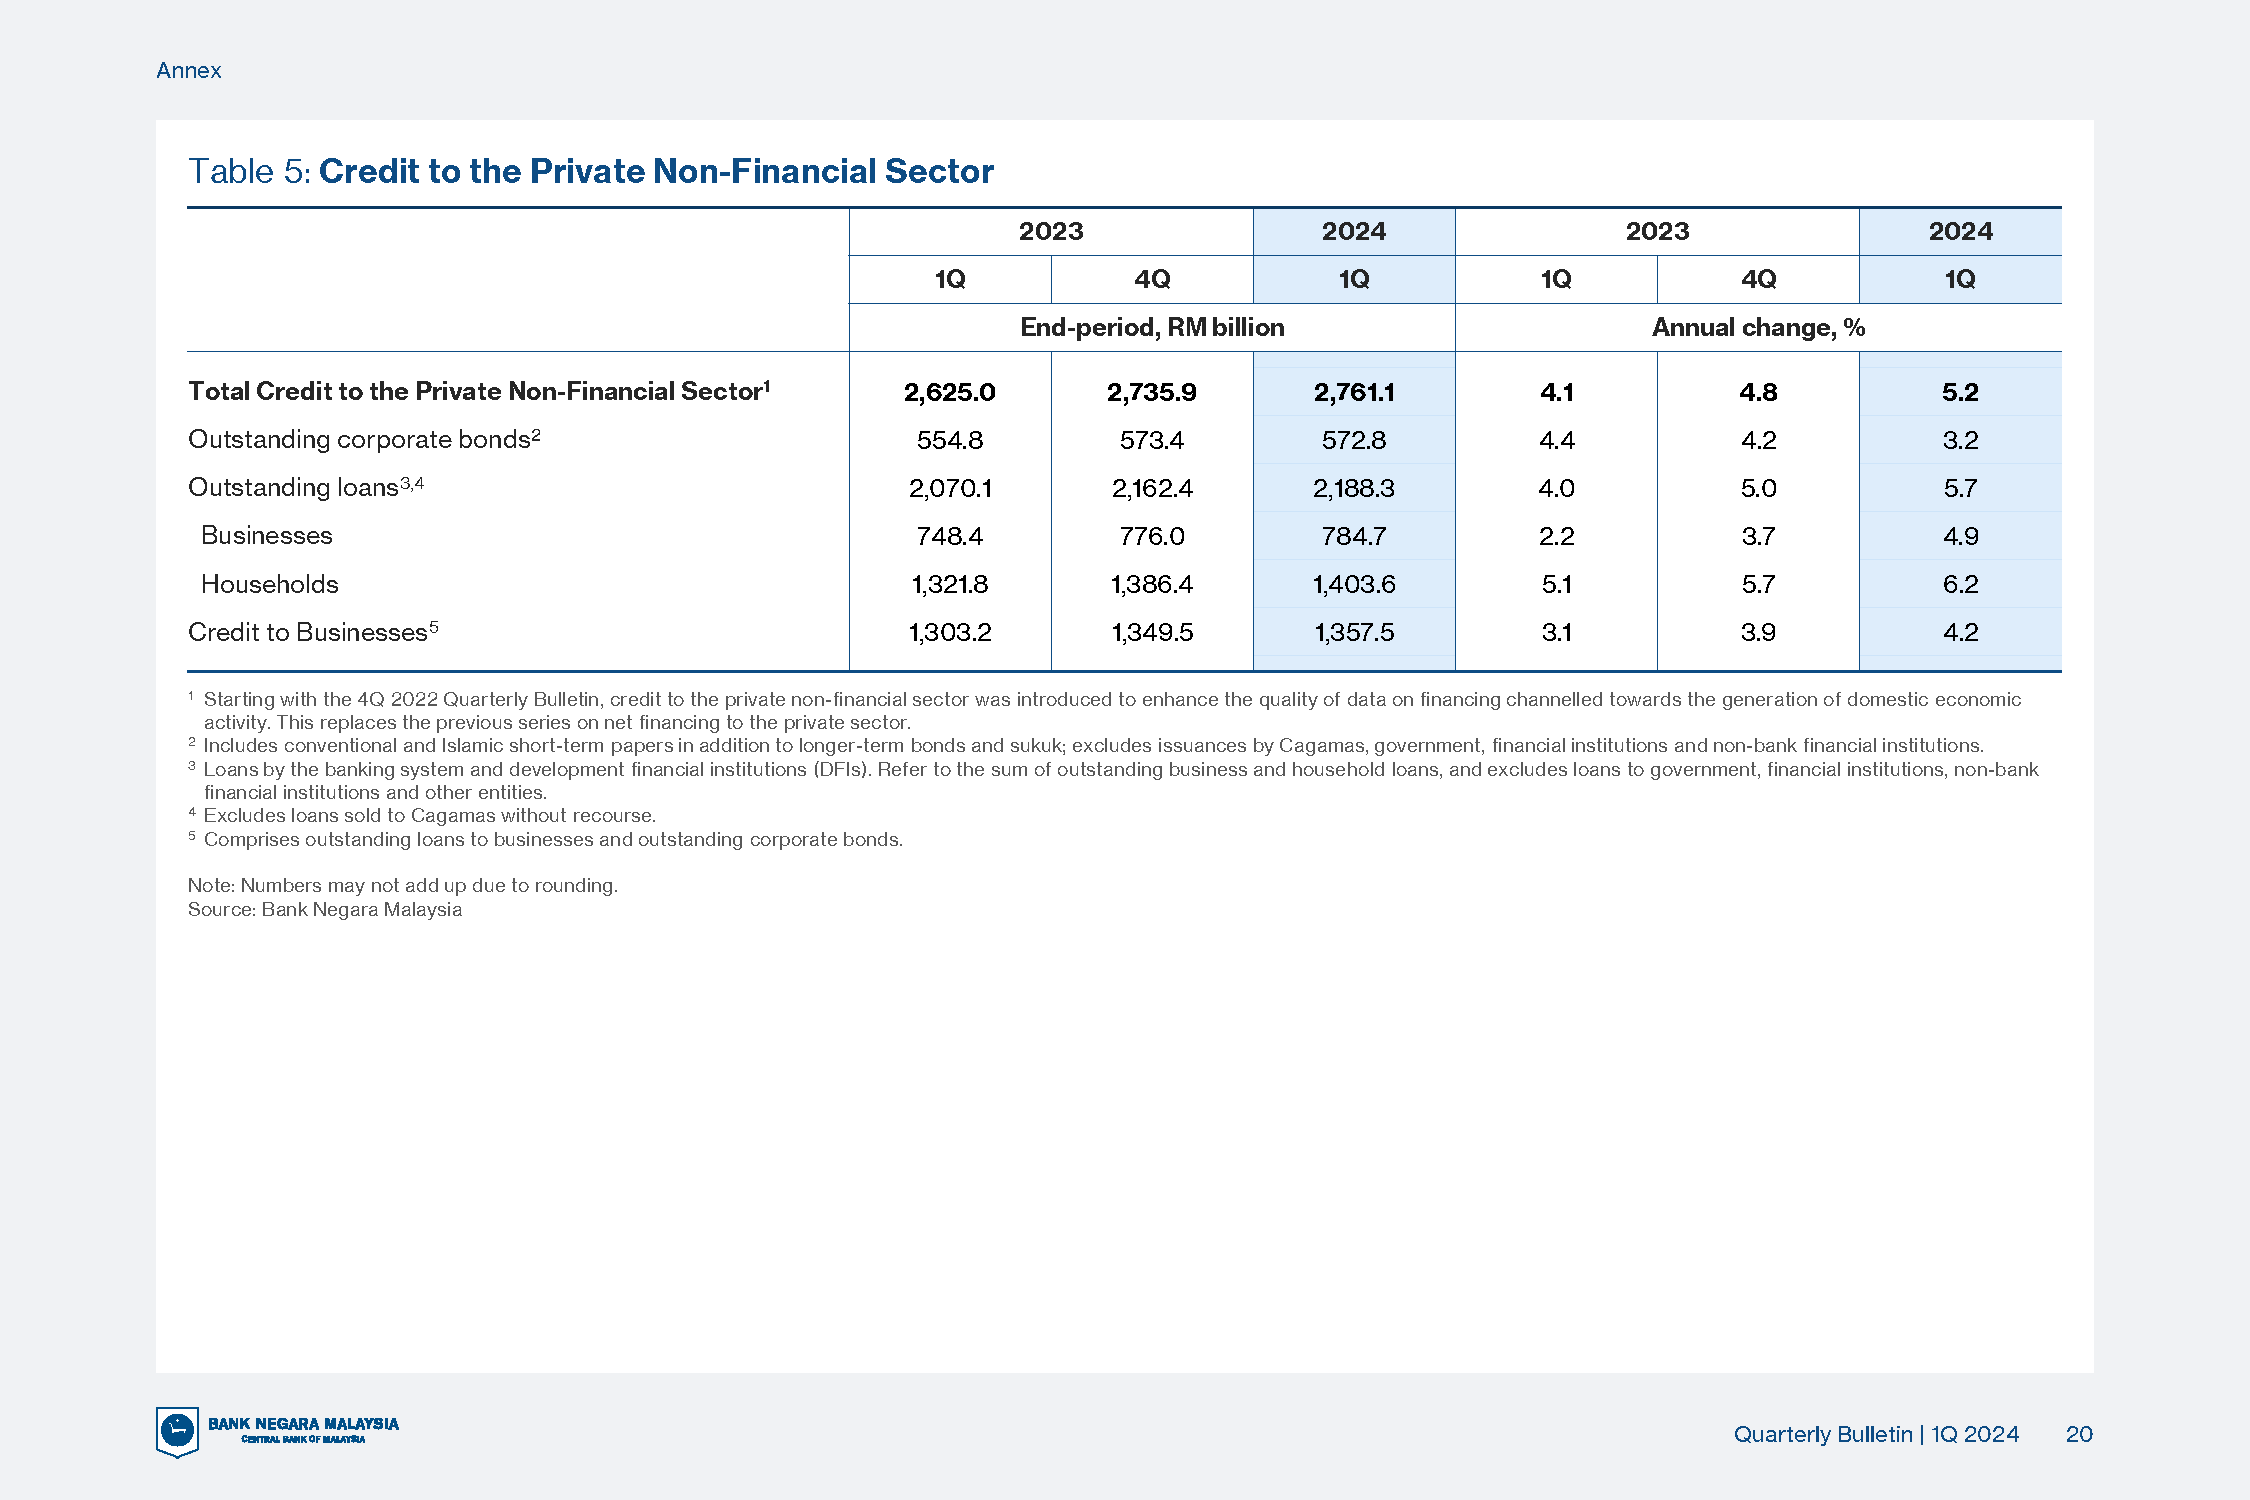 Annex
Table 5: Credit to the Private Non-Financial Sector
2023 2024 2023 2024
1Q 4Q 1Q 1Q 4Q 1Q
End-period, RM billion Annual change, %
Total Credit to the Private Non-Financial Sector¹ 2,625.0 2,735.9 2,761.1 4.1 4.8 5.2
Outstanding corporate bonds² 554.8 573.4 572.8 4.4 4.2 3.2
Outstanding loans³,⁴ 2,070.1 2,162.4 2,188.3 4.0 5.0 5.7
Businesses 748.4 776.0 784.7 2.2 3.7 4.9
Households 1,321.8 1,386.4 1,403.6 5.1 5.7 6.2
Credit to Businesses⁵ 1,303.2 1,349.5 1,357.5 3.1 3.9 4.2
¹ Starting with the 4Q 2022 Quarterly Bulletin, credit to the private non-financial sector was introduced to enhance the quality of data on financing channelled towards the generation of domestic economic
activity. This replaces the previous series on net financing to the private sector.
² Includes conventional and Islamic short-term papers in addition to longer-term bonds and sukuk; excludes issuances by Cagamas, government, financial institutions and non-bank financial institutions.
³ Loans by the banking system and development financial institutions (DFIs). Refer to the sum of outstanding business and household loans, and excludes loans to government, financial institutions, non-bank
financial institutions and other entities.
⁴ Excludes loans sold to Cagamas without recourse.
⁵ Comprises outstanding loans to businesses and outstanding corporate bonds.
Note: Numbers may not add up due to rounding.
Source: Bank Negara Malaysia
BANK NEGARA MALAYSIA
CENTRAL BANK OF MALAYSIA
Quarterly Bulletin | 1Q 2024 20